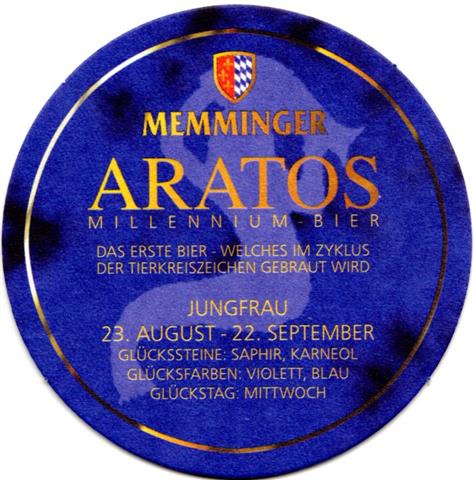 MEMMINGER
ARATOS
MILLENNIUM-BIER
DAS ERSTE BIER - WELCHES IM ZYKLUS
DER TIERKREISZEICHEN GEBRAUT WIRD
JUNGFRAU
23. AUGUST - 22. SEPTEMBER
GLÜCKSSTEINE: SAPHIR, KARNEOL
GLÜCKSFARBEN: VIOLETT, BLAU
GLÜCKSTAG: MITTWOCH